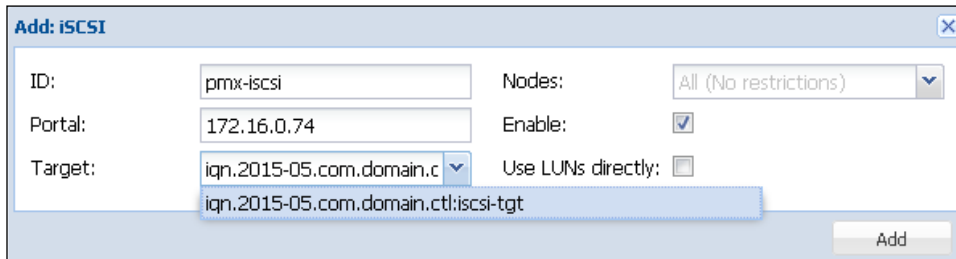 Add: iSCSI
ID: pmx-iscsi Nodes: All (No restrictions)
Portal: 172.16.0.74 Enable:
Target: iqn.2015-05.com.domain.c Use LUNs directly:
iqn.2015-05.com.domain.ctl:iscsi-tgt
Add